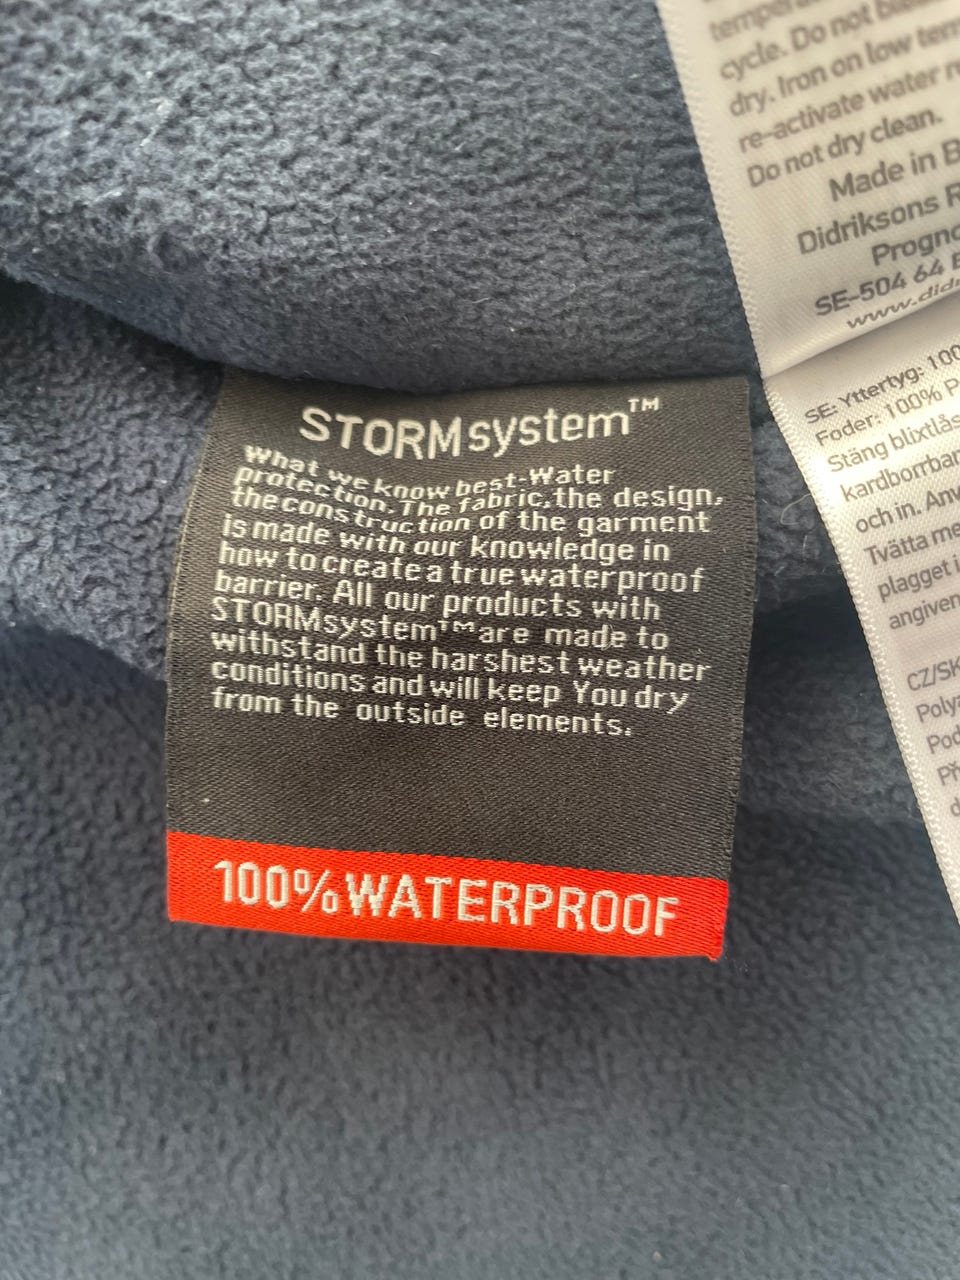 cycle. Do not
dry. Iron on low
re-activate water
Do not dry clean.
Made in
Didriksons
SE-504 64
SE: Yttertyg:
Foder: 100%
Stäng
och in.
Tvätta
plagget
CZ/SK
STORMsystem™
What we know best-Water
protection. The fabric, the design,
the construction of the garment
is made with our knowledge in
how to create a true waterproof
barrier. All our products with
STORMsystem™ are made to
withstand the harshest weather
conditions and will keep You dry
from the outside elements.
100% WATERPROOF